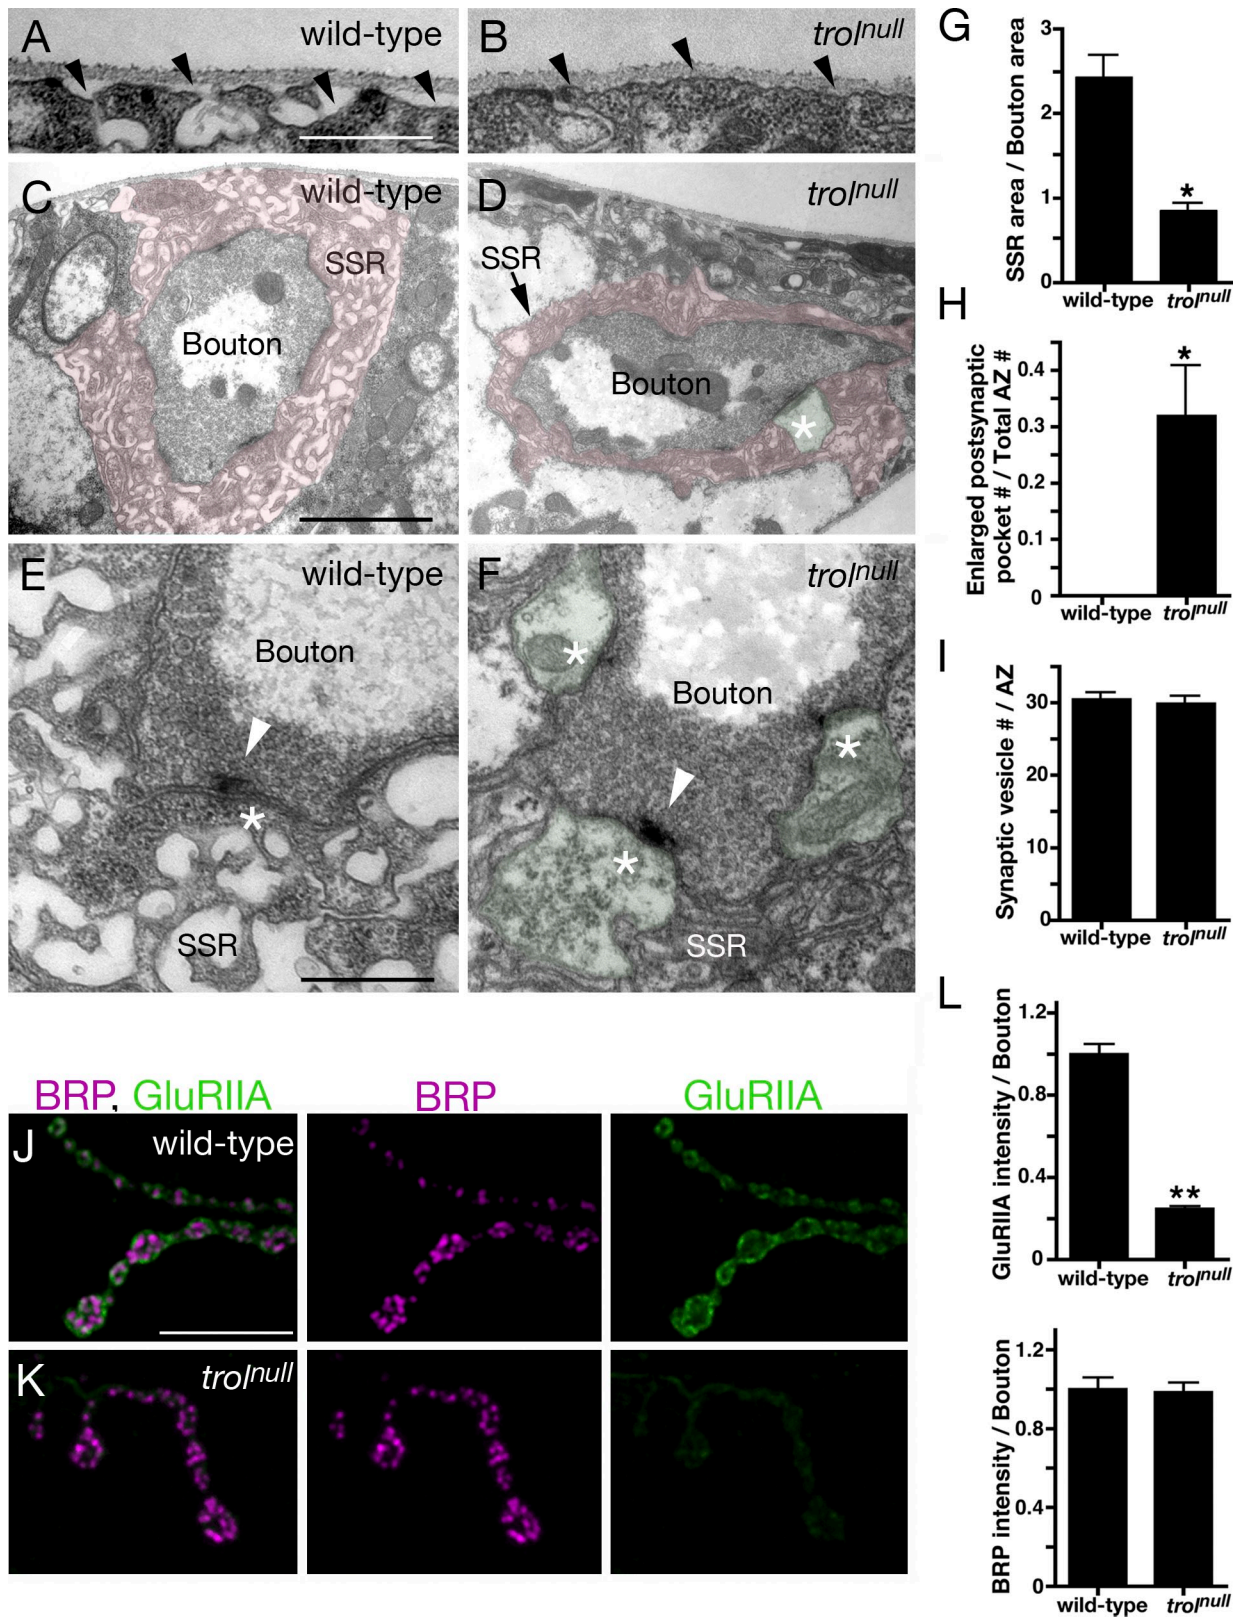 A wild-type
B trolnull
C wild-type
SSR
Bouton
D trolnull
SSR
Bouton
*
E wild-type
Bouton
*
SSR
F trolnull
*
Bouton
*
*
SSR
G
SSR area / Bouton area
3
2
1
0
*
wild-type trolnull
H
Enlarged postsynaptic
pocket # / Total AZ #
0.4
0.3
0.2
0.1
0
*
wild-type trolnull
I
Synaptic vesicle # / AZ
30
20
10
0
wild-type trolnull
BRP, GluRIIA BRP GluRIIA
J wild-type
K trolnull
L
GluRIIA intensity / Bouton
1.2
0.8
0.4
0
**
wild-type trolnull
BRP intensity / Bouton
1.2
0.8
0.4
0
wild-type trolnull